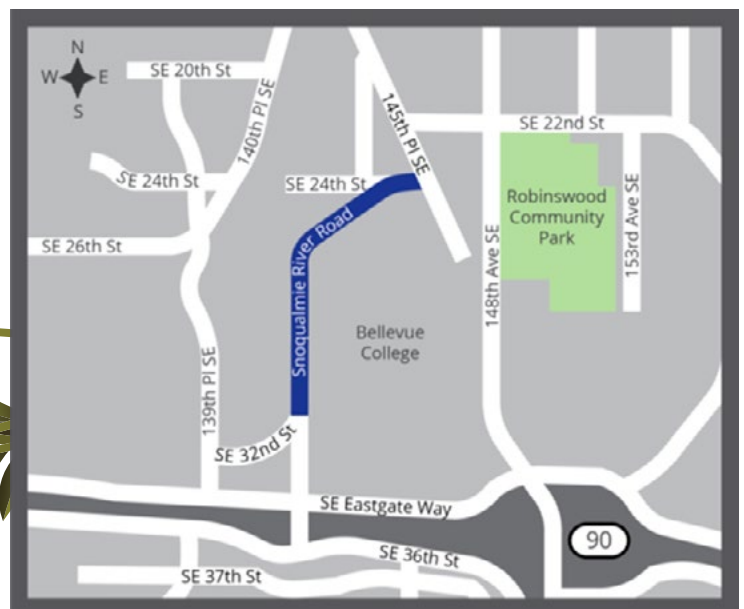 N
W E
S
SE 20th St
140th Pl SE
145th Pl SE
SE 22nd St
SE 24th St
SE 24th St
Robinswood
Community
Park
153rd Ave SE
Snoqualmie River Road
SE 26th St
148th Ave SE
Bellevue
College
139th Pl SE
SE 32nd St
SE Eastgate Way
90
SE 36th St
SE 37th St